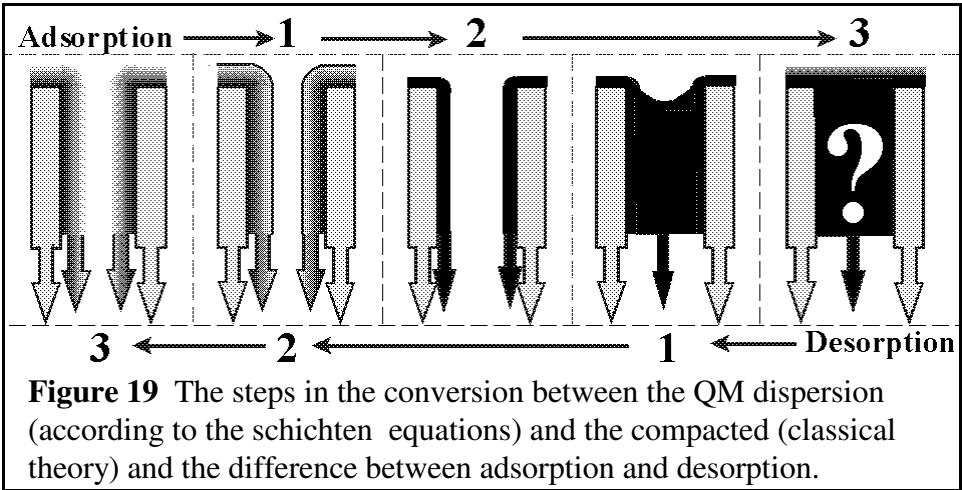 Adsorption 1 2 3
?
3 2 1 Desorption
Figure 19 The steps in the conversion between the QM dispersion
(according to the schichten equations) and the compacted (classical
theory) and the difference between adsorption and desorption.